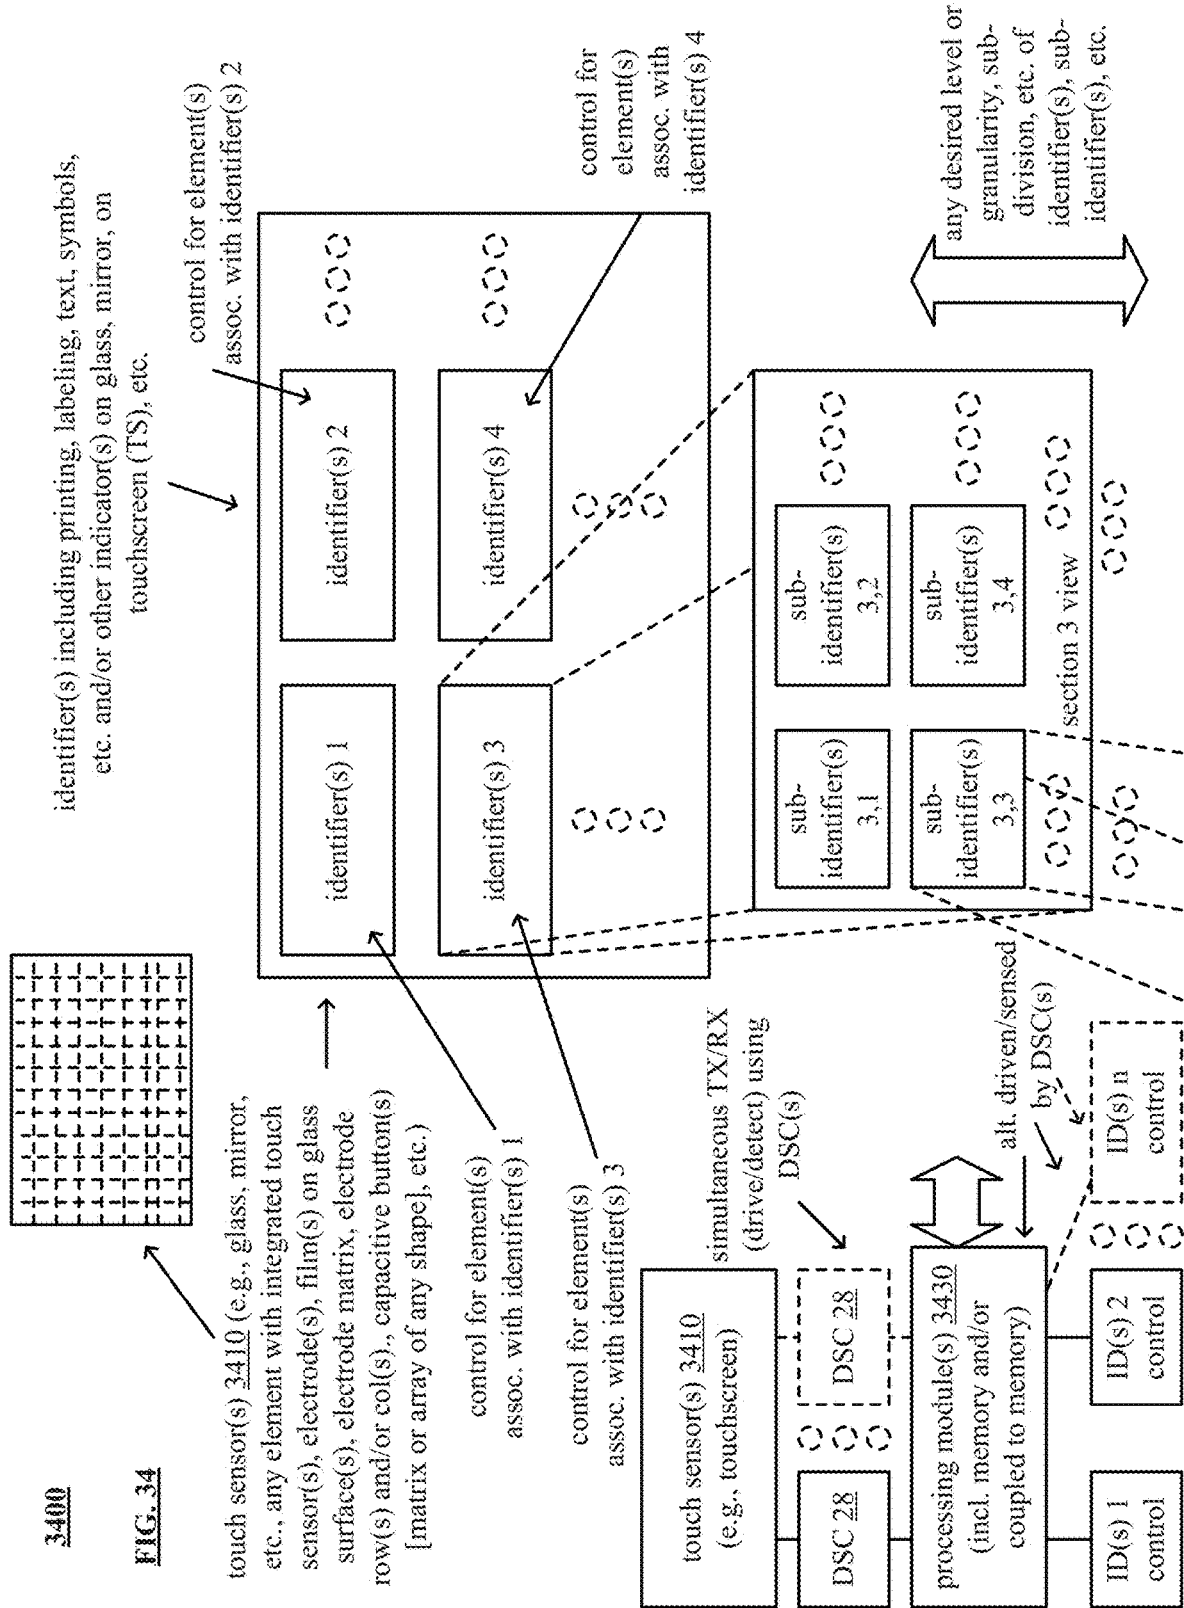 3400
FIG. 34
touch sensor(s) 3410 (e.g., glass, mirror,
etc., any element with integrated touch
sensor(s), electrode(s), film(s) on glass
surface(s), electrode matrix, electrode
row(s) and/or col(s)., capacitive button(s)
[matrix or array of any shape], etc.)
identifier(s) including printing, labeling, text, symbols,
etc. and/or other indicator(s) on glass, mirror, on
touchscreen (TS), etc.
control for element(s)
assoc. with identifier(s) 2
identifier(s) 1
identifier(s) 2
identifier(s) 3
identifier(s) 4
control for
element(s)
assoc. with
identifier(s) 4
control for element(s)
assoc. with identifier(s) 1
control for element(s)
assoc. with identifier(s) 3
sub-
identifier(s)
3,1
sub-
identifier(s)
3,2
sub-
identifier(s)
3,3
sub-
identifier(s)
3,4
section 3 view
any desired level or
granularity, sub-
division, etc. of
identifier(s), sub-
identifier(s), etc.
simultaneous TX/RX
(drive/detect) using
DSC(s)
touch sensor(s) 3410
(e.g., touchscreen)
DSC 28
DSC 28
processing module(s) 3430
(incl. memory and/or
coupled to memory)
alt. driven/sensed
by DSC(s)
ID(s) 1
control
ID(s) 2
control
ID(s) n
control